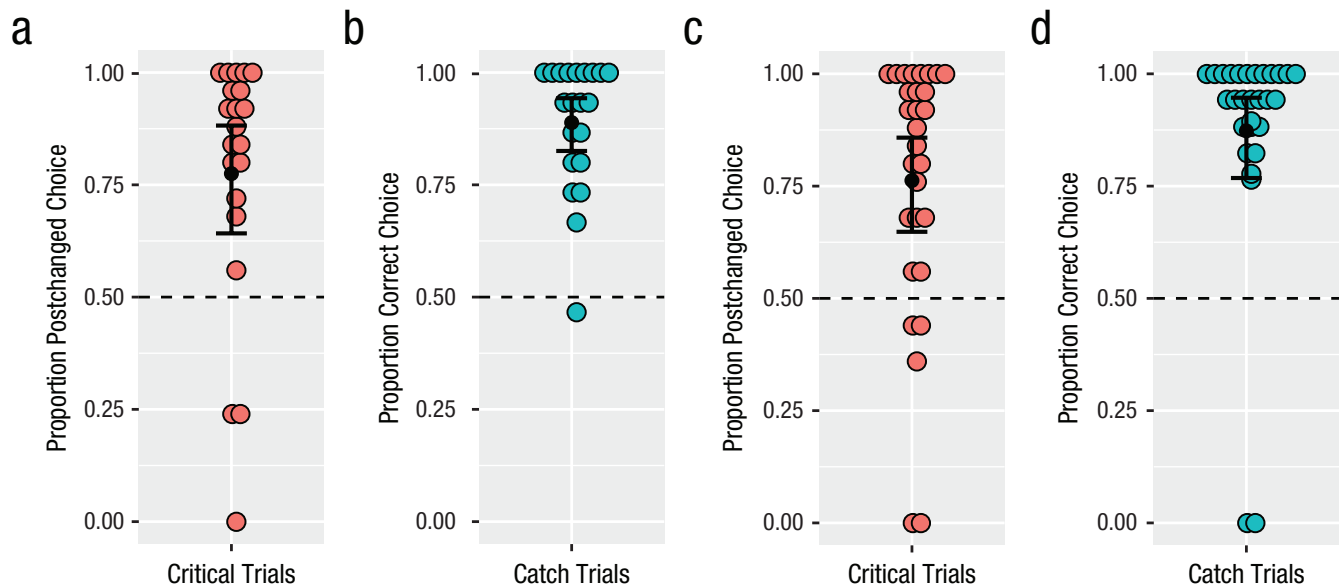 a
Proportion Postchanged Choice
1.00
0.75
0.50
0.25
0.00
Critical Trials
b
Proportion Correct Choice
1.00
0.75
0.50
0.25
0.00
Catch Trials
c
Proportion Postchanged Choice
1.00
0.75
0.50
0.25
0.00
Critical Trials
d
Proportion Correct Choice
1.00
0.75
0.50
0.25
0.00
Catch Trials